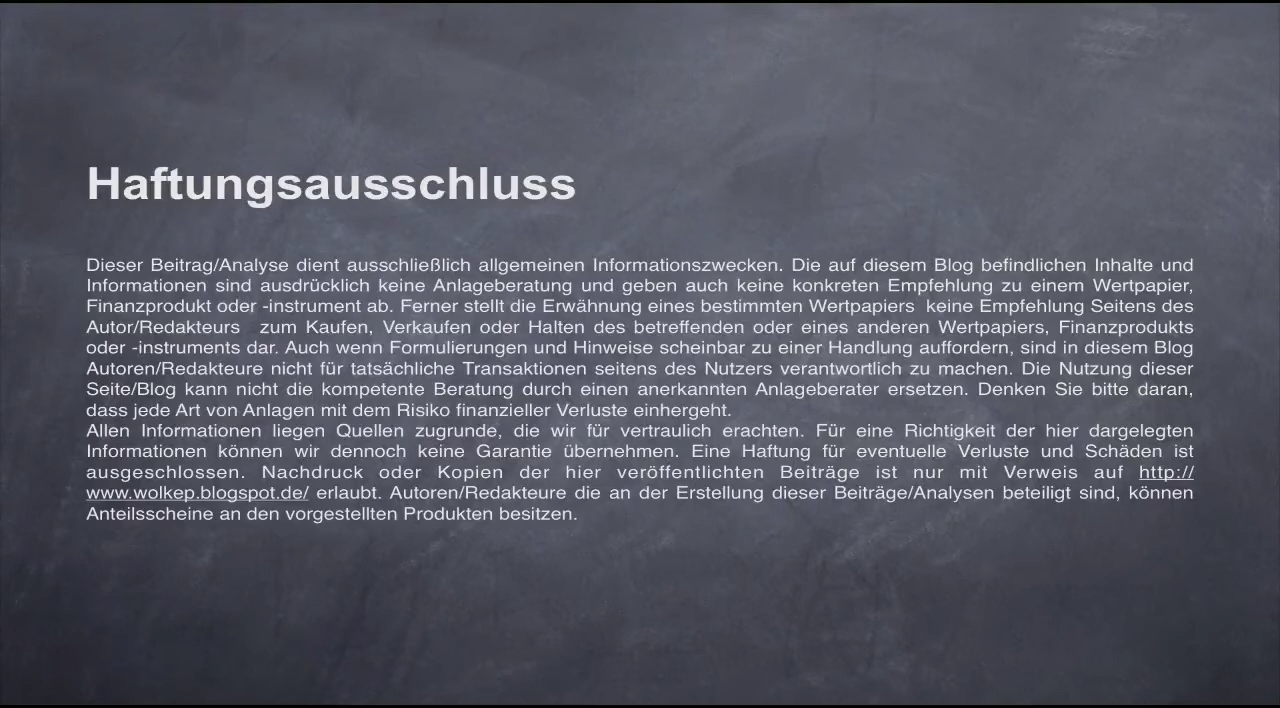 Haftungsausschluss
Dieser Beitrag/Analyse dient ausschließlich allgemeinen Informationszwecken. Die auf diesem Blog befindlichen Inhalte und
Informationen sind ausdrücklich keine Anlageberatung und geben auch keine konkreten Empfehlung zu einem Wertpapier,
Finanzprodukt oder -instrument ab. Ferner stellt die Erwähnung eines bestimmten Wertpapiers keine Empfehlung Seitens des
Autor/Redakteurs zum Kaufen, Verkaufen oder Halten des betreffenden oder eines anderen Wertpapiers, Finanzprodukts
oder -instruments dar. Auch wenn Formulierungen und Hinweise scheinbar zu einer Handlung auffordern, sind in diesem Blog
Autoren/Redakteure nicht für tatsächliche Transaktionen seitens des Nutzers verantwortlich zu machen. Die Nutzung dieser
Seite/Blog kann nicht die kompetente Beratung durch einen anerkannten Anlageberater ersetzen. Denken Sie bitte daran,
dass jede Art von Anlagen mit dem Risiko finanzieller Verluste einhergeht.
Allen Informationen liegen Quellen zugrunde, die wir für vertraulich erachten. Für eine Richtigkeit der hier dargelegten
Informationen können wir dennoch keine Garantie übernehmen. Eine Haftung für eventuelle Verluste und Schäden ist
ausgeschlossen. Nachdruck oder Kopien der hier veröffentlichten Beiträge ist nur mit Verweis auf http://
www.wolkep.blogspot.de/ erlaubt. Autoren/Redakteure die an der Erstellung dieser Beiträge/Analysen beteiligt sind, können
Anteilsscheine an den vorgestellten Produkten besitzen.